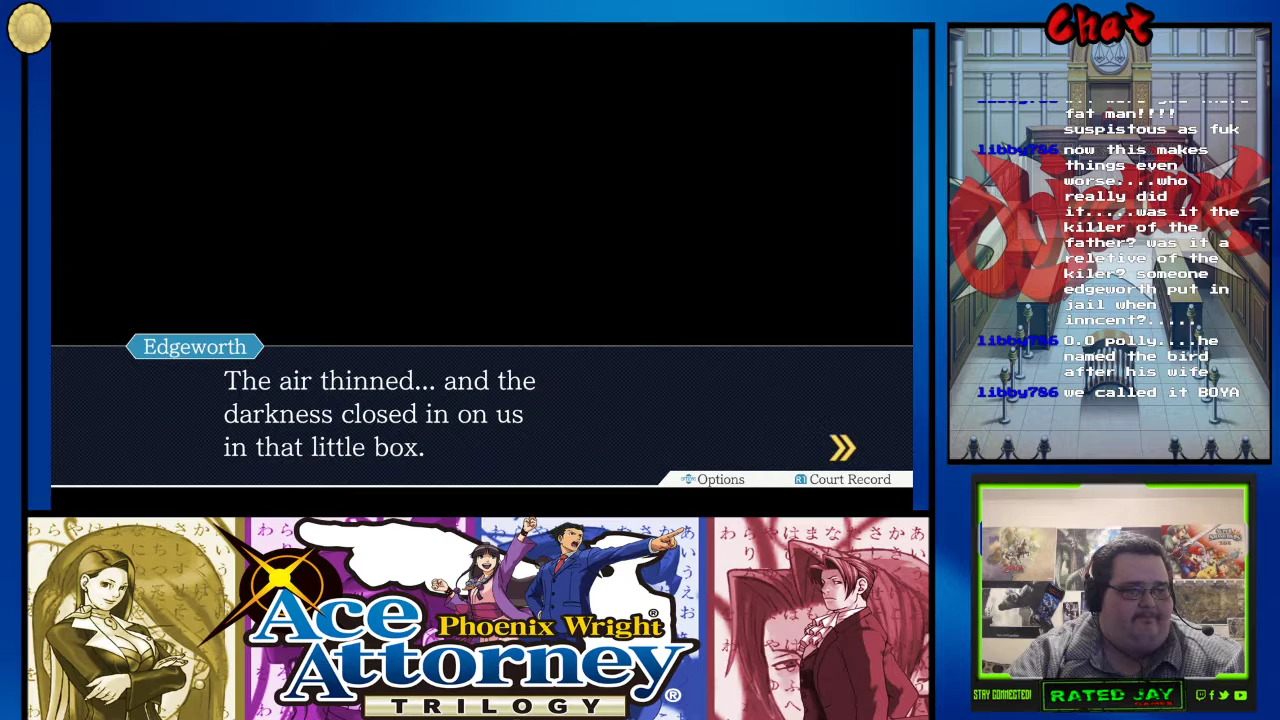 Chat
fat man!!!!
suspistous as fuk
libby786 now this makes
things even
worse....who
really did
it.....was it the
killer of the
father? was it a
reletive of the
kiler? someone
edgeworth put in
jail when
inncent?.....
libby786 O.O polly....he
named the bird
after his wife
libby786 we called it BOYA
Edgeworth
The air thinned... and the
darkness closed in on us
in that little box.
Options
R1 Court Record
Ace
Phoenix Wright®
Attorney®
TRILOGY
STAY CONNECTED!
RATED JAY
GAMES